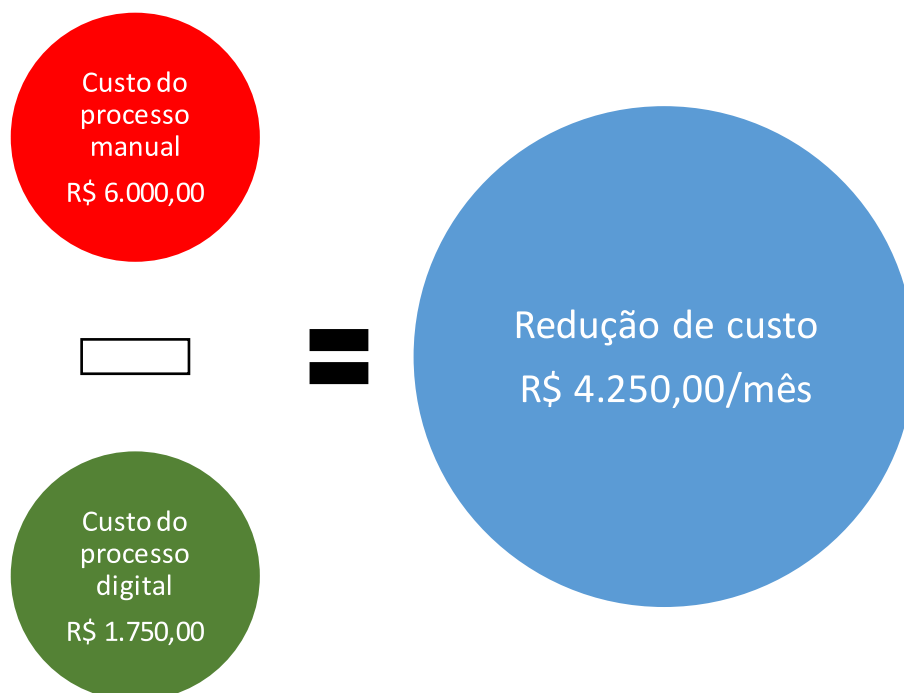 Custo do
processo
manual
R$ 6.000,00
Custo do
processo
digital
R$ 1.750,00
Redução de custo
R$ 4.250,00/mês